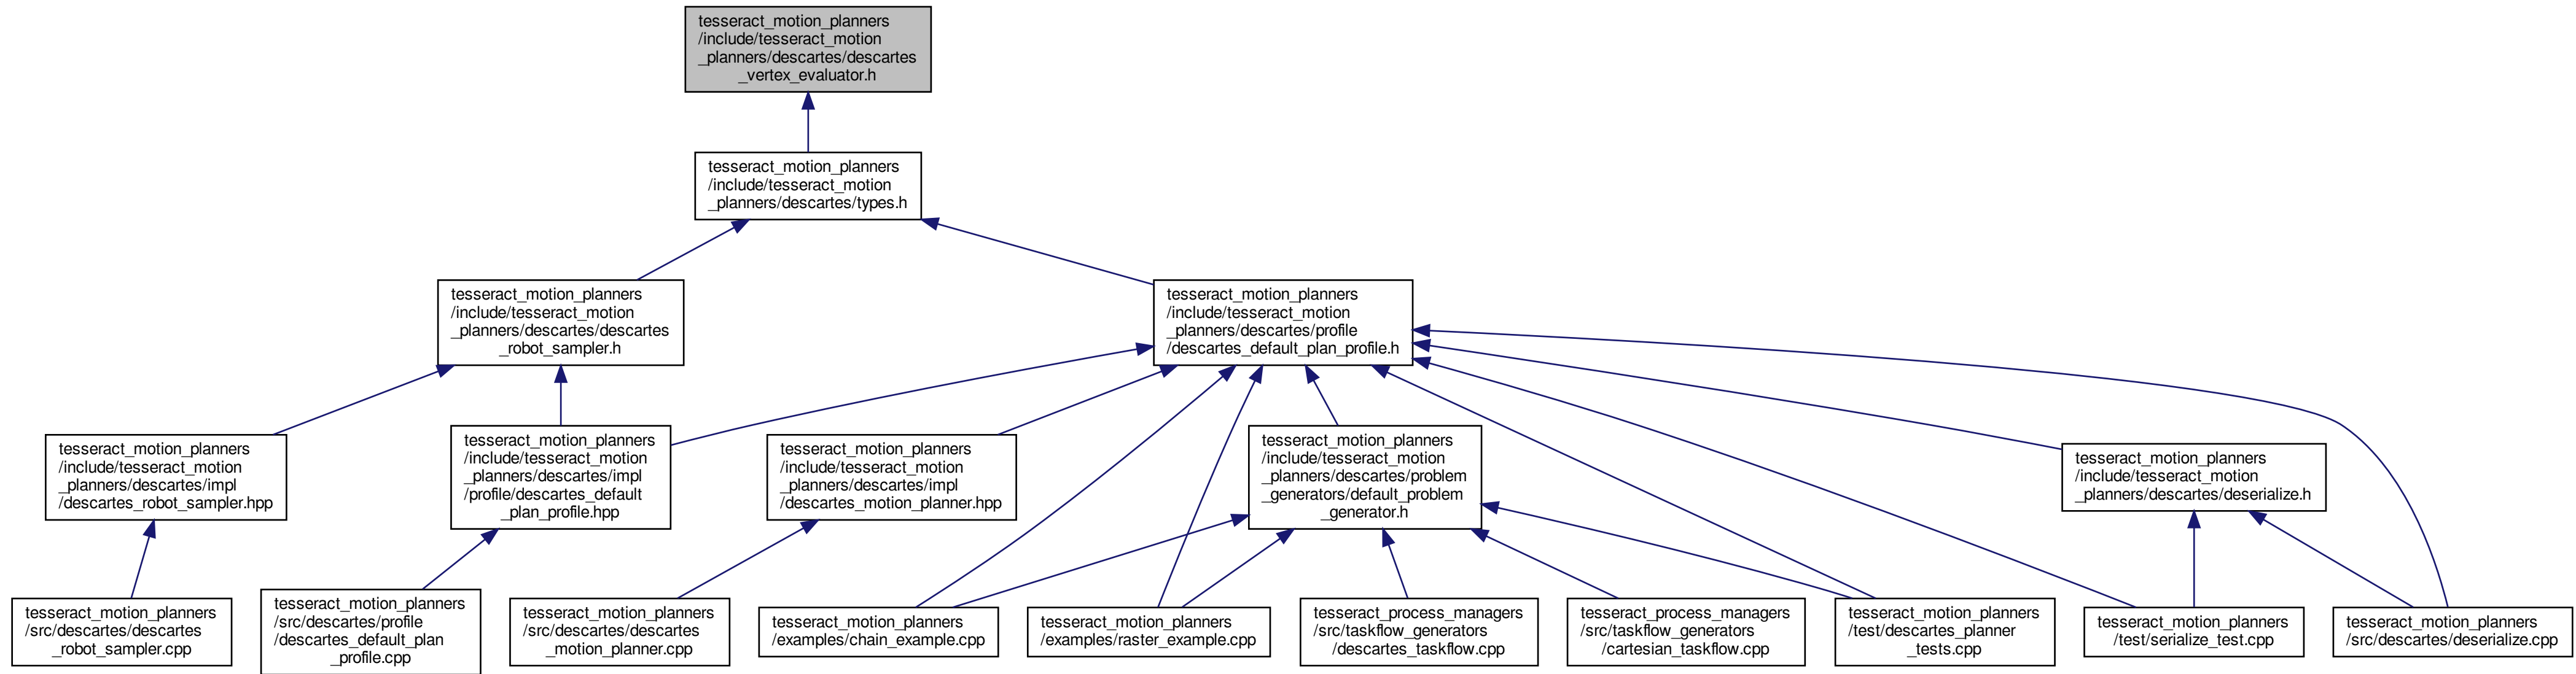 tesseract_motion_planners
/include/tesseract_motion
_planners/descartes/descartes
_vertex_evaluator.h
tesseract_motion_planners
/include/tesseract_motion
_planners/descartes/types.h
tesseract_motion_planners
/include/tesseract_motion
_planners/descartes/descartes
_robot_sampler.h
tesseract_motion_planners
/include/tesseract_motion
_planners/descartes/profile
/descartes_default_plan_profile.h
tesseract_motion_planners
/include/tesseract_motion
_planners/descartes/impl
/descartes_robot_sampler.hpp
tesseract_motion_planners
/include/tesseract_motion
_planners/descartes/impl
/profile/descartes_default
_plan_profile.hpp
tesseract_motion_planners
/include/tesseract_motion
_planners/descartes/impl
/descartes_motion_planner.hpp
tesseract_motion_planners
/include/tesseract_motion
_planners/descartes/problem
_generators/default_problem
_generator.h
tesseract_motion_planners
/include/tesseract_motion
_planners/descartes/deserialize.h
tesseract_motion_planners
/src/descartes/descartes
_robot_sampler.cpp
tesseract_motion_planners
/src/descartes/profile
/descartes_default_plan
_profile.cpp
tesseract_motion_planners
/src/descartes/descartes
_motion_planner.cpp
tesseract_motion_planners
/examples/chain_example.cpp
tesseract_motion_planners
/examples/raster_example.cpp
tesseract_process_managers
/src/taskflow_generators
/descartes_taskflow.cpp
tesseract_process_managers
/src/taskflow_generators
/cartesian_taskflow.cpp
tesseract_motion_planners
/test/descartes_planner
_tests.cpp
tesseract_motion_planners
/test/serialize_test.cpp
tesseract_motion_planners
/src/descartes/deserialize.cpp